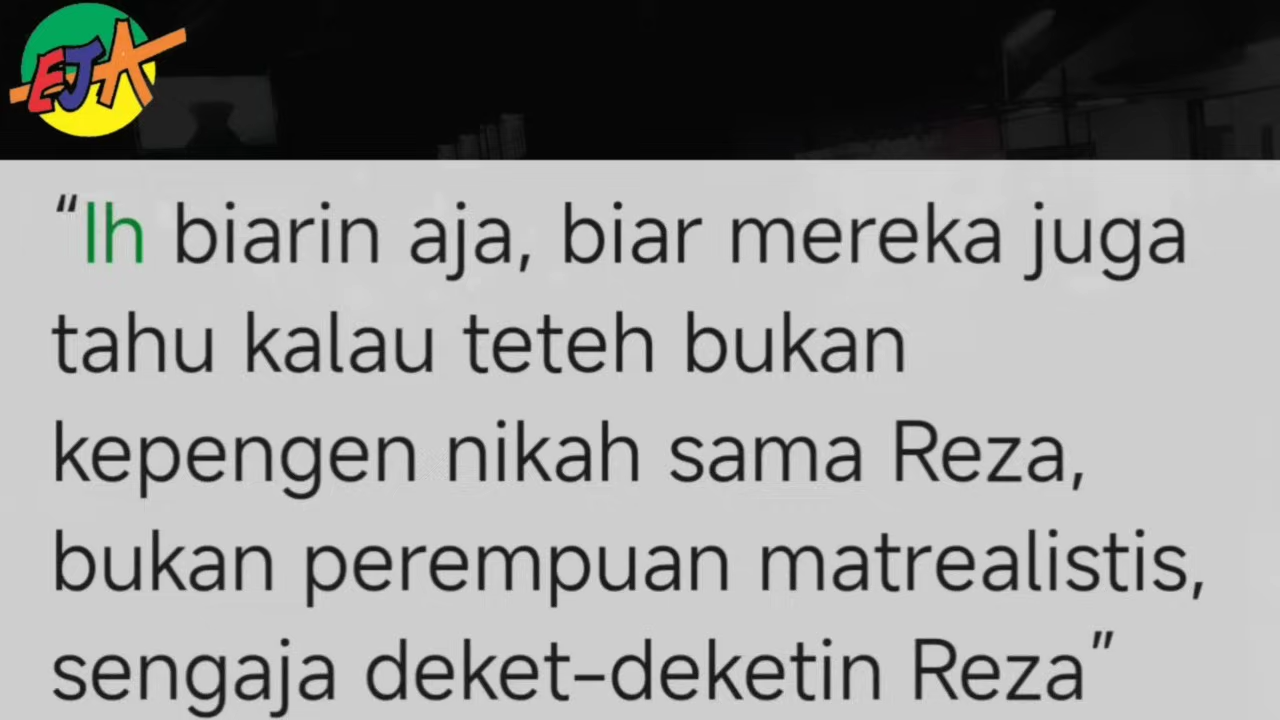 EJA
“Ih biarin aja, biar mereka juga
tahu kalau teteh bukan
kepengen nikah sama Reza,
bukan perempuan matrealistis,
sengaja deket-deketin Reza”